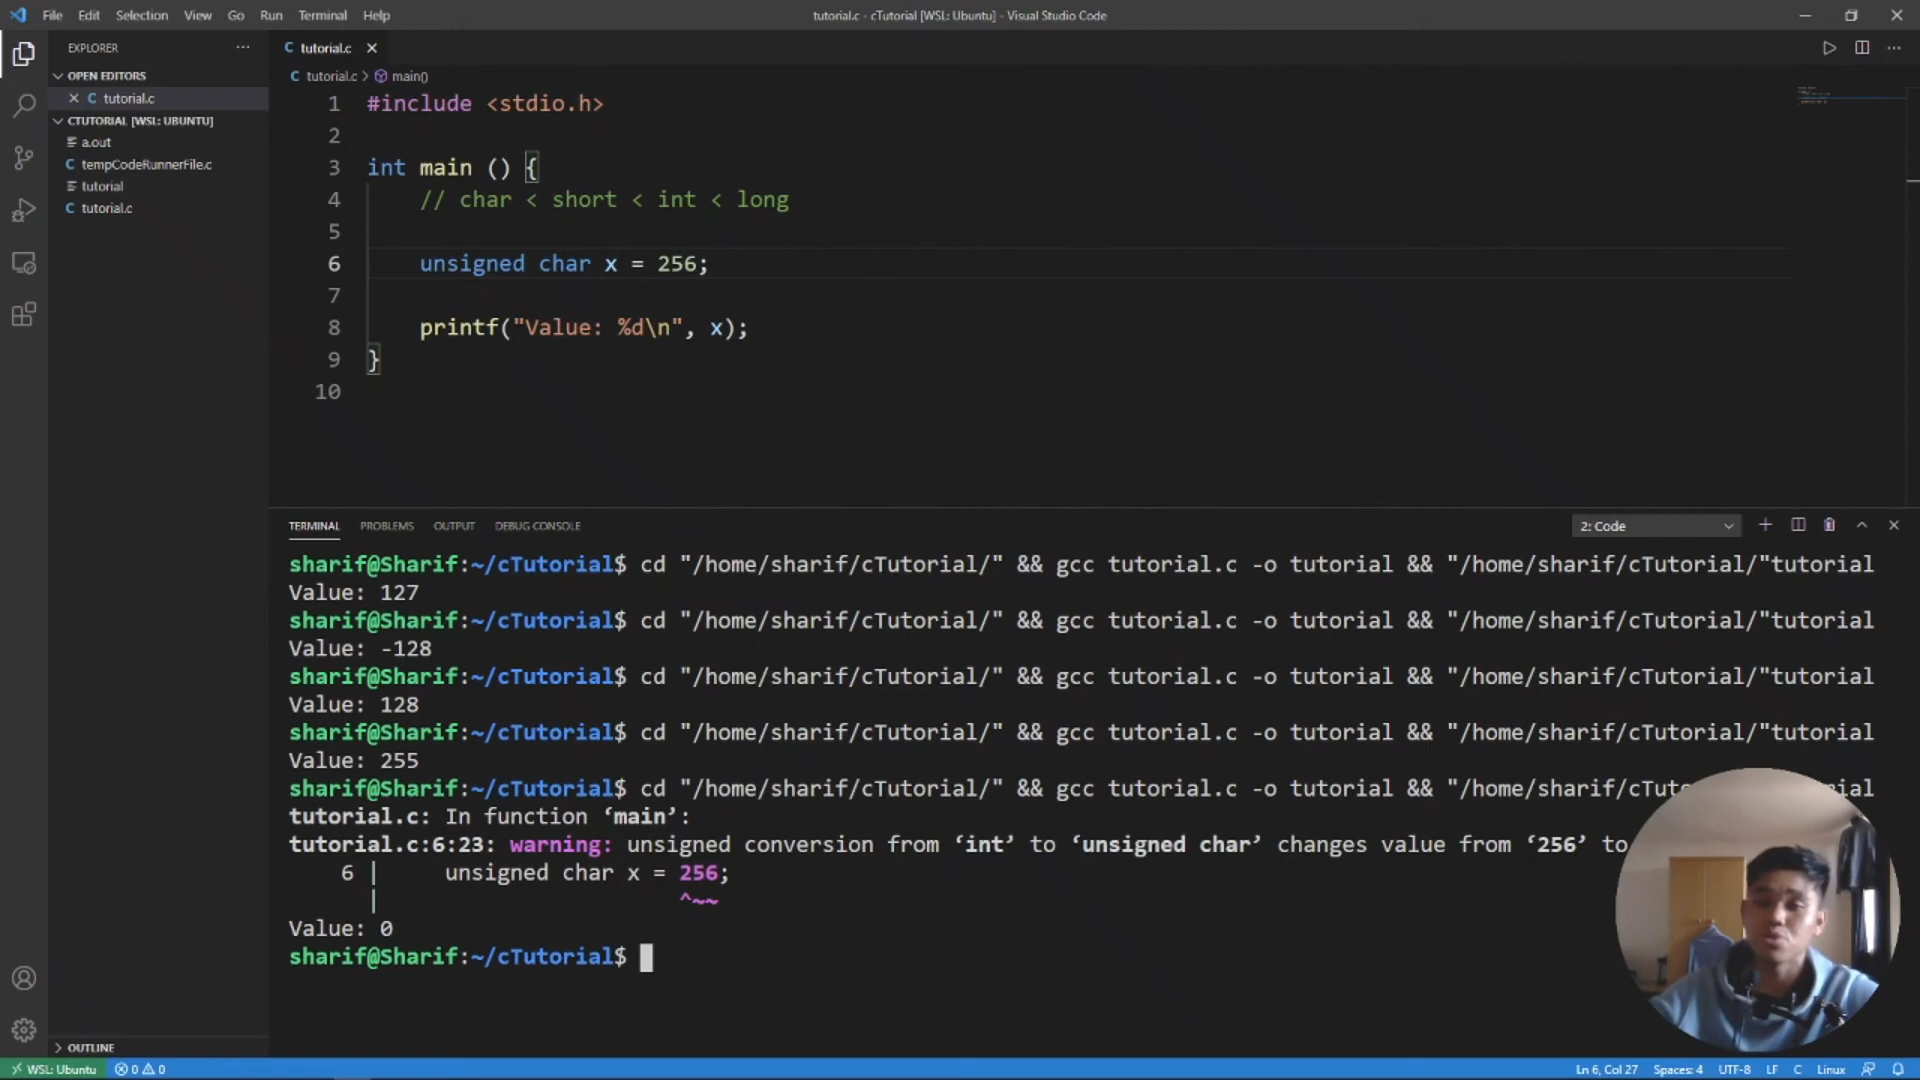 File Edit Selection View Go Run Terminal Help
tutorial.c - cTutorial [WSL: Ubuntu] - Visual Studio Code
EXPLORER
OPEN EDITORS
C tutorial.c
CTUTORIAL [WSL: UBUNTU]
a.out
C tempCodeRunnerFile.c
tutorial
C tutorial.c
OUTLINE
C tutorial.c
C tutorial.c > main()
1 #include <stdio.h>
2
3 int main () {
4 // char < short < int < long
5
6 unsigned char x = 256;
7
8 printf("Value: %d\n", x);
9 }
10
TERMINAL PROBLEMS OUTPUT DEBUG CONSOLE
2: Code
sharif@Sharif:~/cTutorial$ cd "/home/sharif/cTutorial/" && gcc tutorial.c -o tutorial && "/home/sharif/cTutorial/"tutorial
Value: 127
sharif@Sharif:~/cTutorial$ cd "/home/sharif/cTutorial/" && gcc tutorial.c -o tutorial && "/home/sharif/cTutorial/"tutorial
Value: -128
sharif@Sharif:~/cTutorial$ cd "/home/sharif/cTutorial/" && gcc tutorial.c -o tutorial && "/home/sharif/cTutorial/"tutorial
Value: 128
sharif@Sharif:~/cTutorial$ cd "/home/sharif/cTutorial/" && gcc tutorial.c -o tutorial && "/home/sharif/cTutorial/"tutorial
Value: 255
sharif@Sharif:~/cTutorial$ cd "/home/sharif/cTutorial/" && gcc tutorial.c -o tutorial && "/home/sharif/cTutorial/"tutorial
tutorial.c: In function ‘main’:
tutorial.c:6:23: warning: unsigned conversion from ‘int’ to ‘unsigned char’ changes value from ‘256’ to
6 | unsigned char x = 256;
| ^~~
Value: 0
sharif@Sharif:~/cTutorial$
WSL: Ubuntu 0 0
Ln 6, Col 27 Spaces: 4 UTF-8 LF C Linux